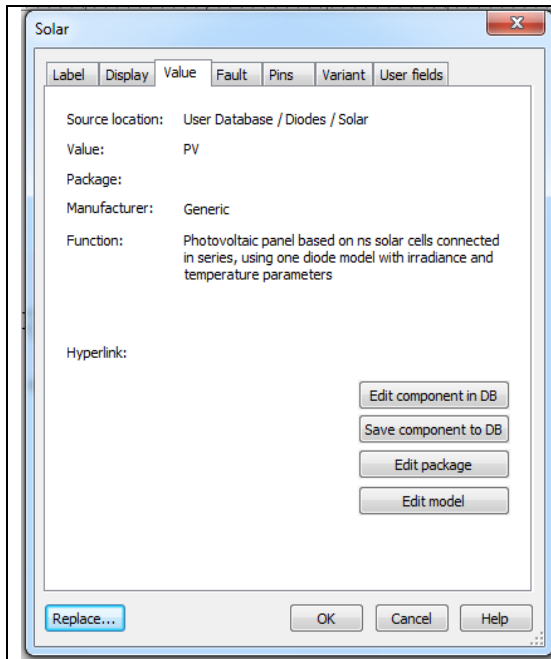 Solar
Label Display Value Fault Pins Variant User fields
Source location: User Database / Diodes / Solar
Value: PV
Package:
Manufacturer: Generic
Function: Photovoltaic panel based on ns solar cells connected
in series, using one diode model with irradiance and
temperature parameters
Hyperlink:
Edit component in DB
Save component to DB
Edit package
Edit model
Replace... OK Cancel Help